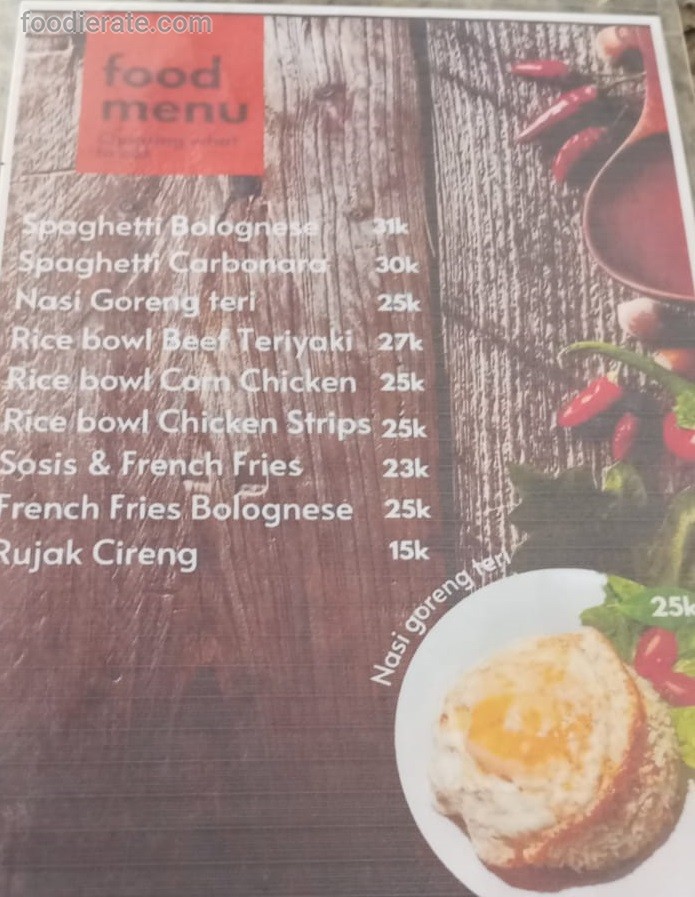 foodierate.com
food
menu
Spaghetti Bolognese 31k
Spaghetti Carbonara 30k
Nasi Goreng teri 25k
Rice bowl Beef Teriyaki 27k
Rice bowl Corn Chicken 25k
Rice bowl Chicken Strips 25k
Sosis & French Fries 23k
French Fries Bolognese 25k
Rujak Cireng 15k
Nasi goreng teri
25k